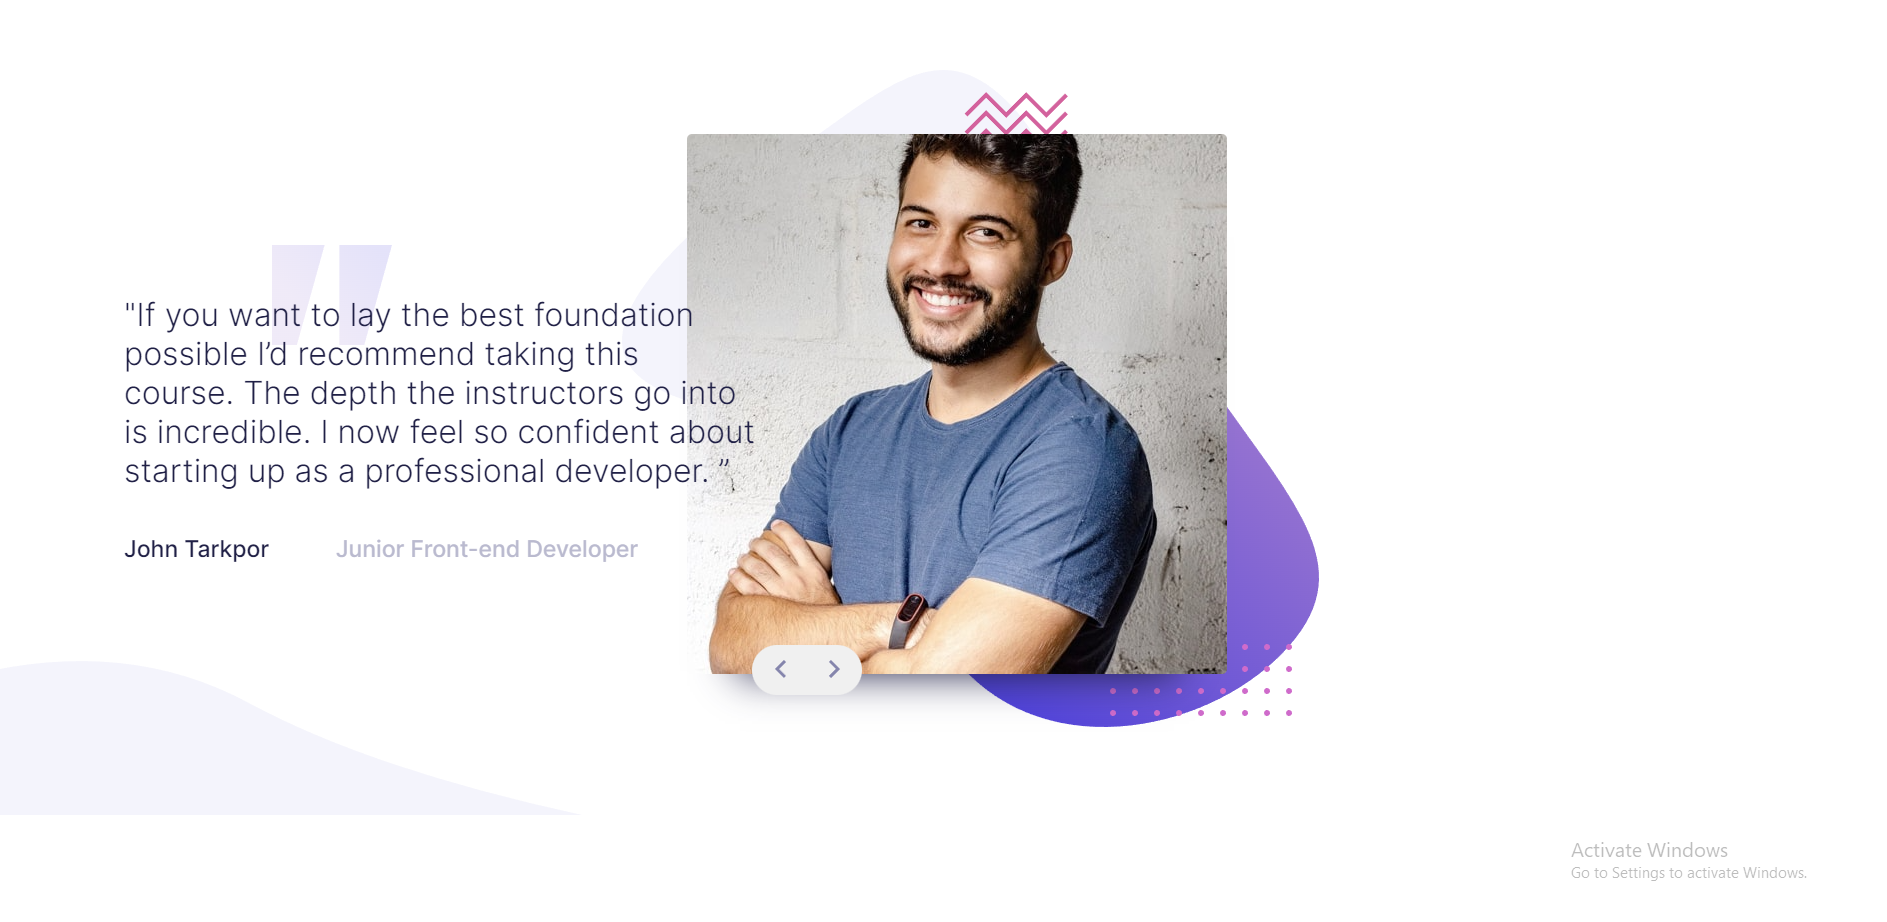 "If you want to lay the best foundation
possible I’d recommend taking this
course. The depth the instructors go into
is incredible. I now feel so confident about
starting up as a professional developer. ”
John Tarkpor Junior Front-end Developer
Activate Windows
Go to Settings to activate Windows.